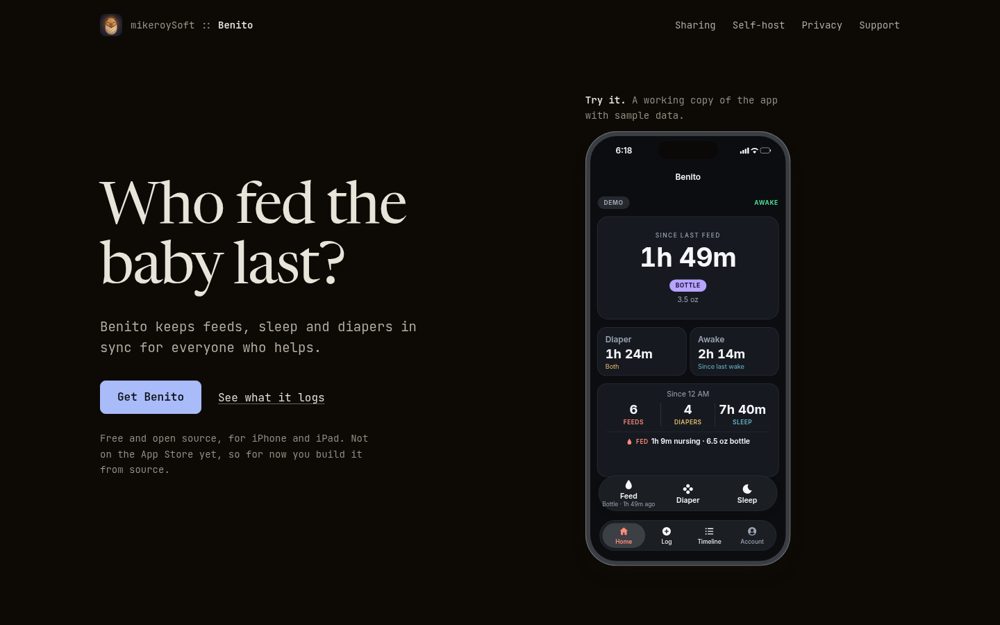 mikeroySoft :: Benito
Sharing Self-host Privacy Support
Who fed the
baby last?
Benito keeps feeds, sleep and diapers in
sync for everyone who helps.
Get Benito
See what it logs
Free and open source, for iPhone and iPad. Not
on the App Store yet, so for now you build it
from source.
Try it. A working copy of the app
with sample data.
6:18
Benito
DEMO
AWAKE
SINCE LAST FEED
1h 49m
BOTTLE
3.5 oz
Diaper
1h 24m
Both
Awake
2h 14m
Since last wake
Since 12 AM
6 4 7h 40m
FEEDS DIAPERS SLEEP
FED 1h 9m nursing · 6.5 oz bottle
Feed Diaper Sleep
Bottle · 1h 49m ago
Home Log Timeline Account